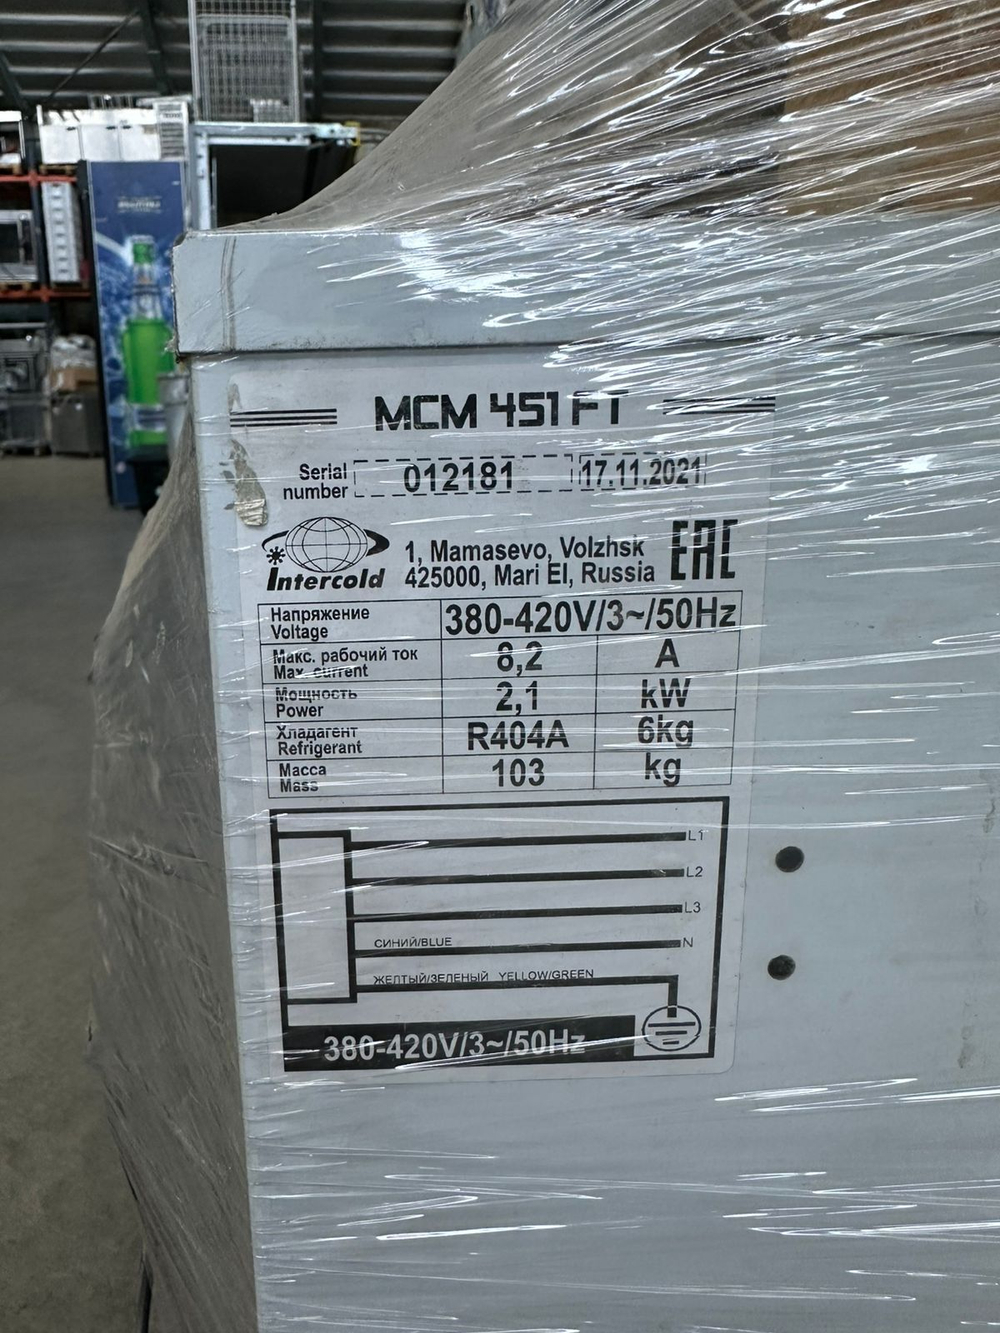 MCM 451 FT
Serial number 012181 17.11.2021
Intercold
1, Mamasevo, Volzhsk
425000, Mari El, Russia
EAC
Напряжение
Voltage
380-420V/3~/50Hz
Макс. рабочий ток
Max. current
8,2 A
Мощность
Power
2,1 kW
Хладагент
Refrigerant
R404A 6kg
Масса
Mass
103 kg
L1
L2
L3
СИНИЙ/BLUE N
ЖЕЛТЫЙ/ЗЕЛЕНЫЙ YELLOW/GREEN
380-420V/3~/50Hz